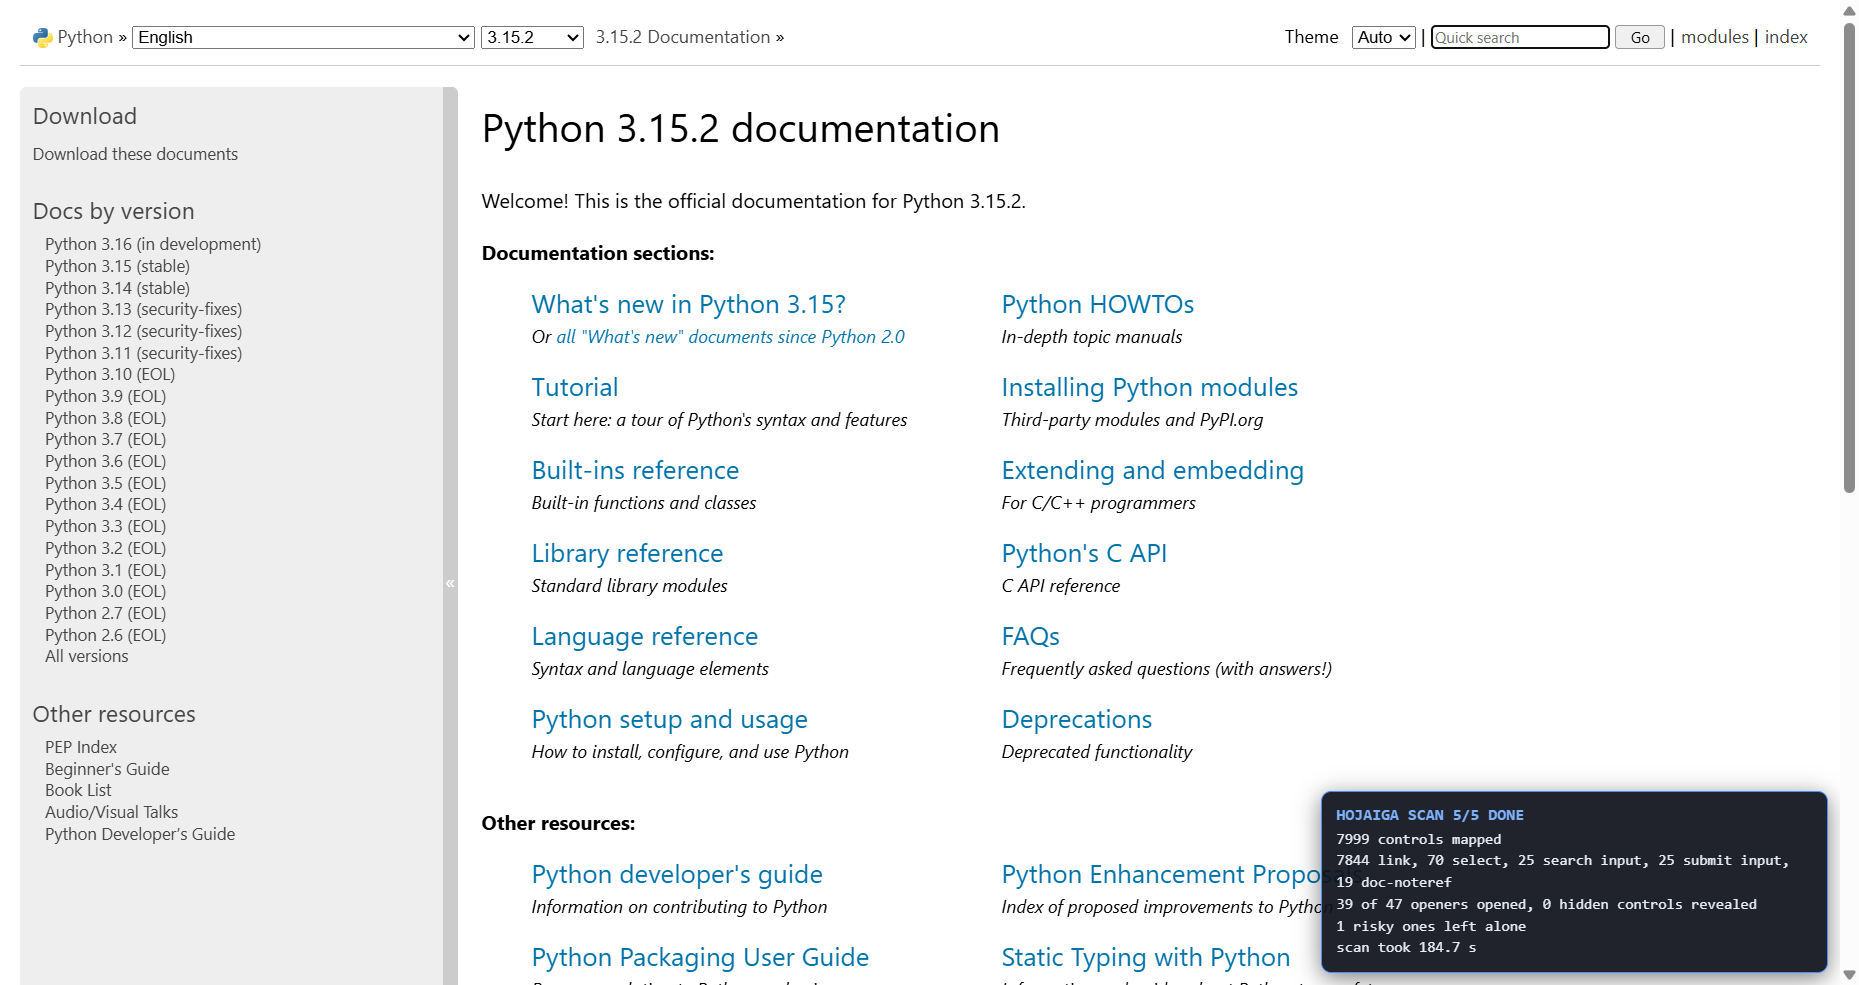 Python » English 3.15.2 3.15.2 Documentation » Theme Auto | Quick search Go | modules | index
Download
Download these documents
Docs by version
Python 3.16 (in development)
Python 3.15 (stable)
Python 3.14 (stable)
Python 3.13 (security-fixes)
Python 3.12 (security-fixes)
Python 3.11 (security-fixes)
Python 3.10 (EOL)
Python 3.9 (EOL)
Python 3.8 (EOL)
Python 3.7 (EOL)
Python 3.6 (EOL)
Python 3.5 (EOL)
Python 3.4 (EOL)
Python 3.3 (EOL)
Python 3.2 (EOL)
Python 3.1 (EOL)
Python 3.0 (EOL)
Python 2.7 (EOL)
Python 2.6 (EOL)
All versions
Other resources
PEP Index
Beginner's Guide
Book List
Audio/Visual Talks
Python Developer’s Guide
«
Python 3.15.2 documentation
Welcome! This is the official documentation for Python 3.15.2.
Documentation sections:
What's new in Python 3.15?
Or all "What's new" documents since Python 2.0
Tutorial
Start here: a tour of Python's syntax and features
Built-ins reference
Built-in functions and classes
Library reference
Standard library modules
Language reference
Syntax and language elements
Python setup and usage
How to install, configure, and use Python
Python HOWTOs
In-depth topic manuals
Installing Python modules
Third-party modules and PyPI.org
Extending and embedding
For C/C++ programmers
Python's C API
C API reference
FAQs
Frequently asked questions (with answers!)
Deprecations
Deprecated functionality
Other resources:
Python developer's guide
Information on contributing to Python
Python Packaging User Guide
Python Enhancement Proposals
Index of proposed improvements to Python
Static Typing with Python
HOJAIGA SCAN 5/5 DONE
7999 controls mapped
7844 link, 70 select, 25 search input, 25 submit input,
19 doc-noteref
39 of 47 openers opened, 0 hidden controls revealed
1 risky ones left alone
scan took 184.7 s